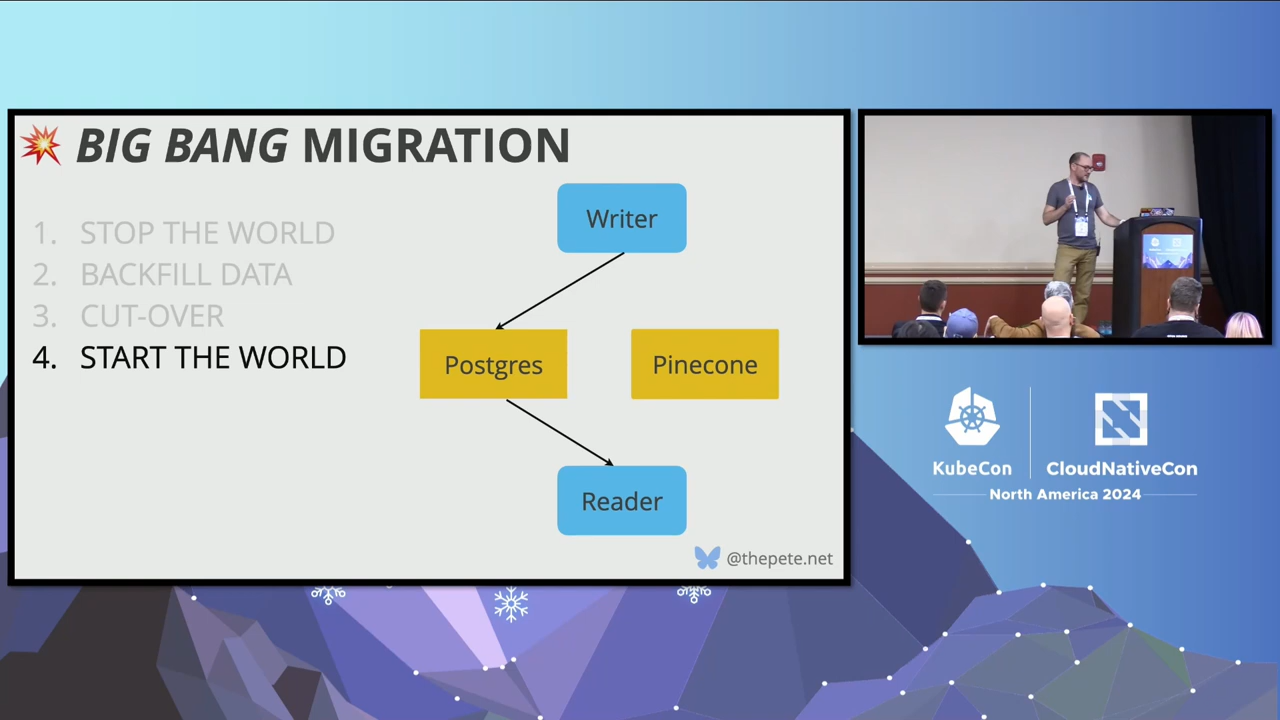 BIG BANG MIGRATION
1. STOP THE WORLD
2. BACKFILL DATA
3. CUT-OVER
4. START THE WORLD
Writer
Postgres
Pinecone
Reader
@thepete.net
KubeCon
CloudNativeCon
North America 2024